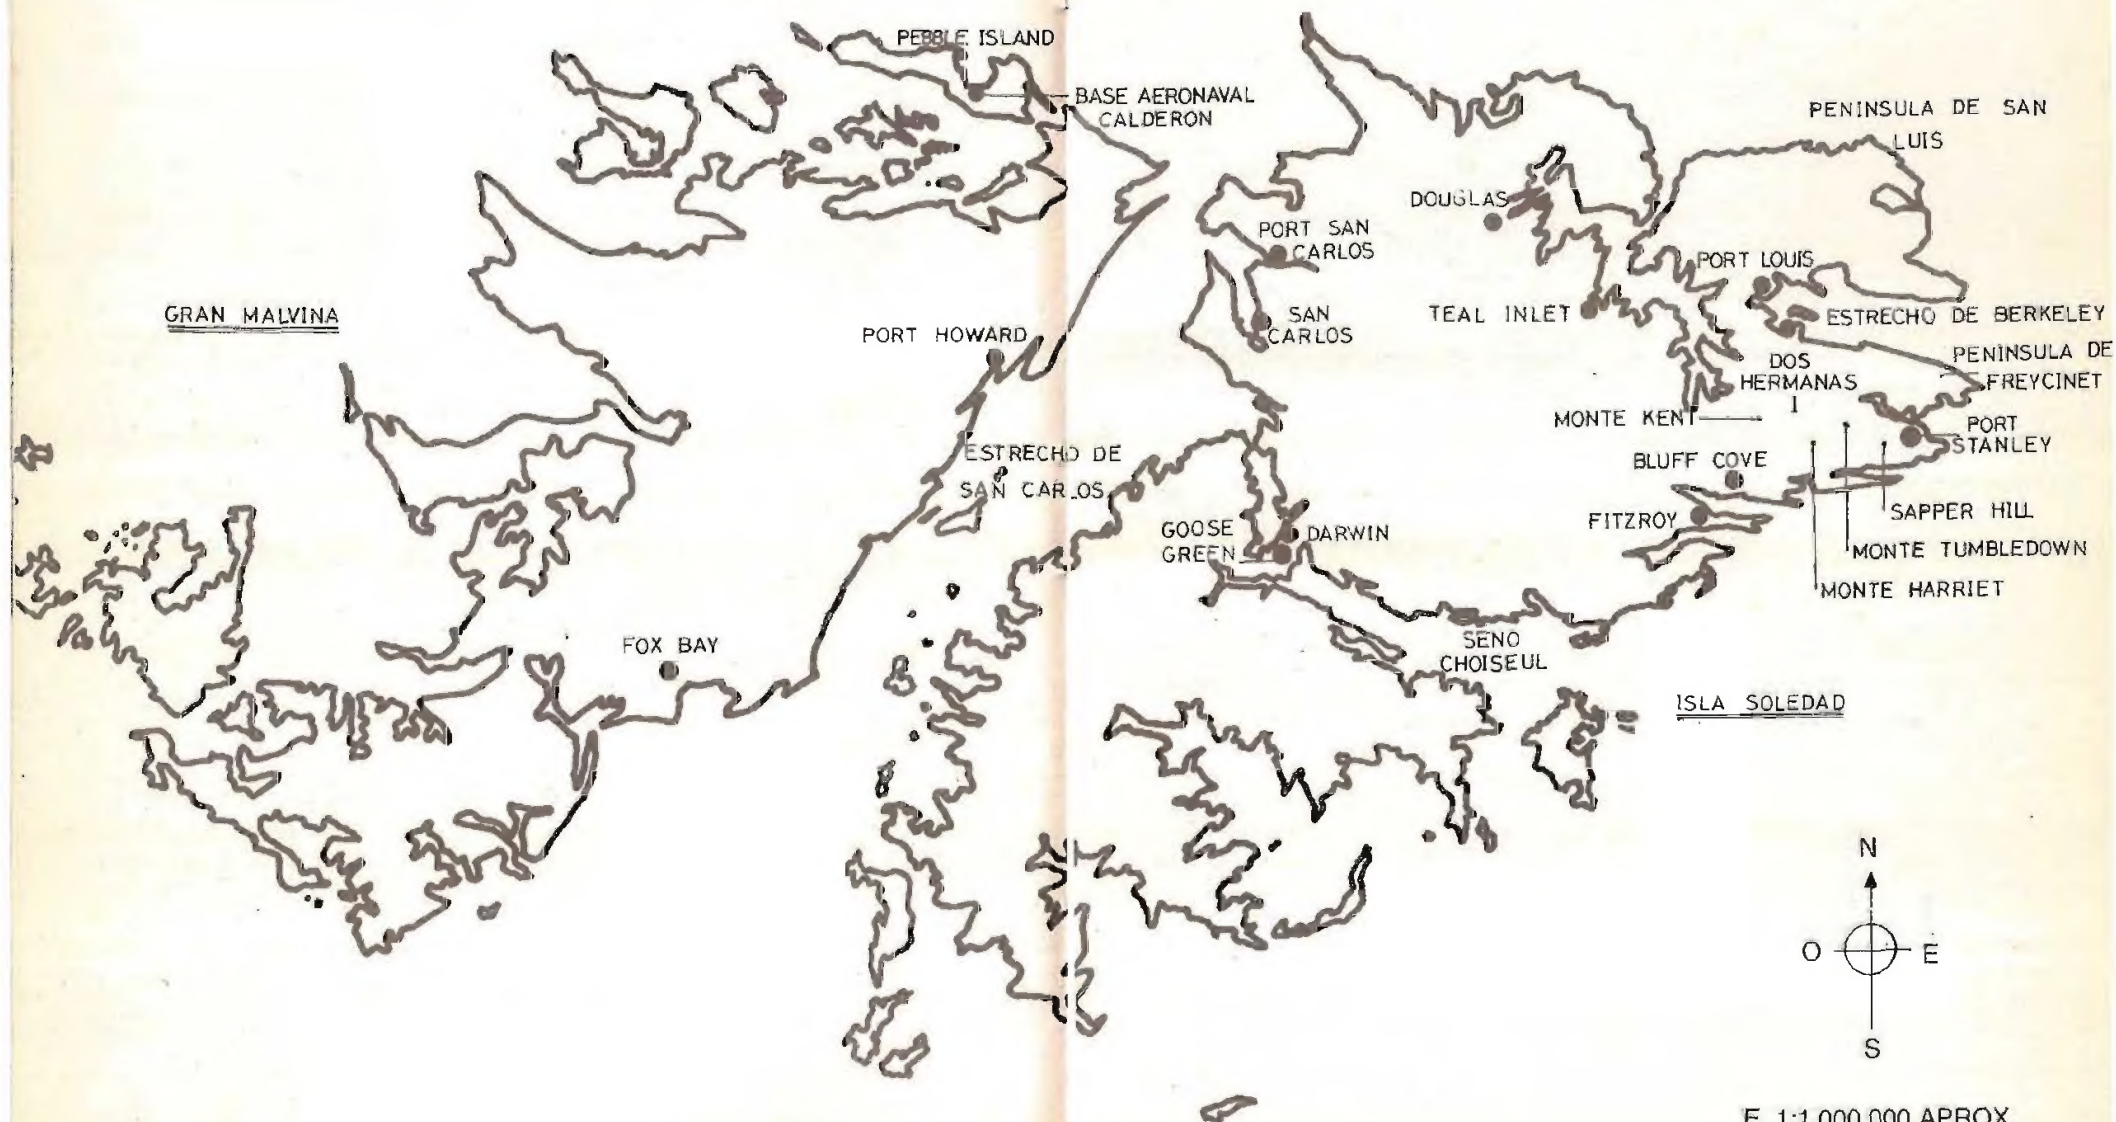 PEBBLE ISLAND
BASE AERONAVAL
CALDERON
PENINSULA DE SAN
LUIS
DOUGLAS
PORT SAN
CARLOS
PORT LOUIS
GRAN MALVINA
SAN
CARLOS
TEAL INLET
ESTRECHO DE BERKELEY
PORT HOWARD
PENINSULA DE
FREYCINET
DOS
HERMANAS
MONTE KENT
PORT
STANLEY
ESTRECHO DE
SAN CARLOS
BLUFF COVE
FITZROY
SAPPER HILL
GOOSE
GREEN
DARWIN
MONTE TUMBLEDOWN
MONTE HARRIET
FOX BAY
SENO
CHOISEUL
ISLA SOLEDAD
N
O
E
S
E 1:1.000.000 APROX